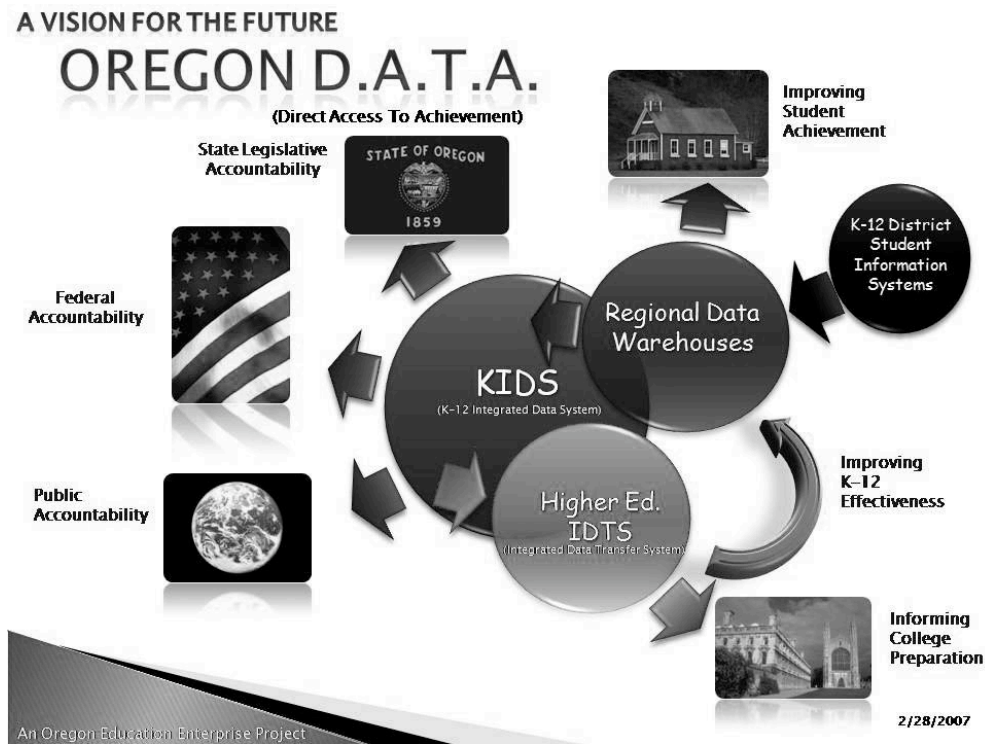 A VISION FOR THE FUTURE
OREGON D.A.T.A.
(Direct Access To Achievement)
State Legislative
Accountability
STATE OF OREGON
1859
Improving
Student
Achievement
K-12 District
Student
Information
Systems
Federal
Accountability
Regional Data
Warehouses
KIDS
(K-12 Integrated Data System)
Public
Accountability
Improving
K-12
Effectiveness
Higher Ed.
IDTS
(Integrated Data Transfer System)
Informing
College
Preparation
2/28/2007
An Oregon Education Enterprise Project